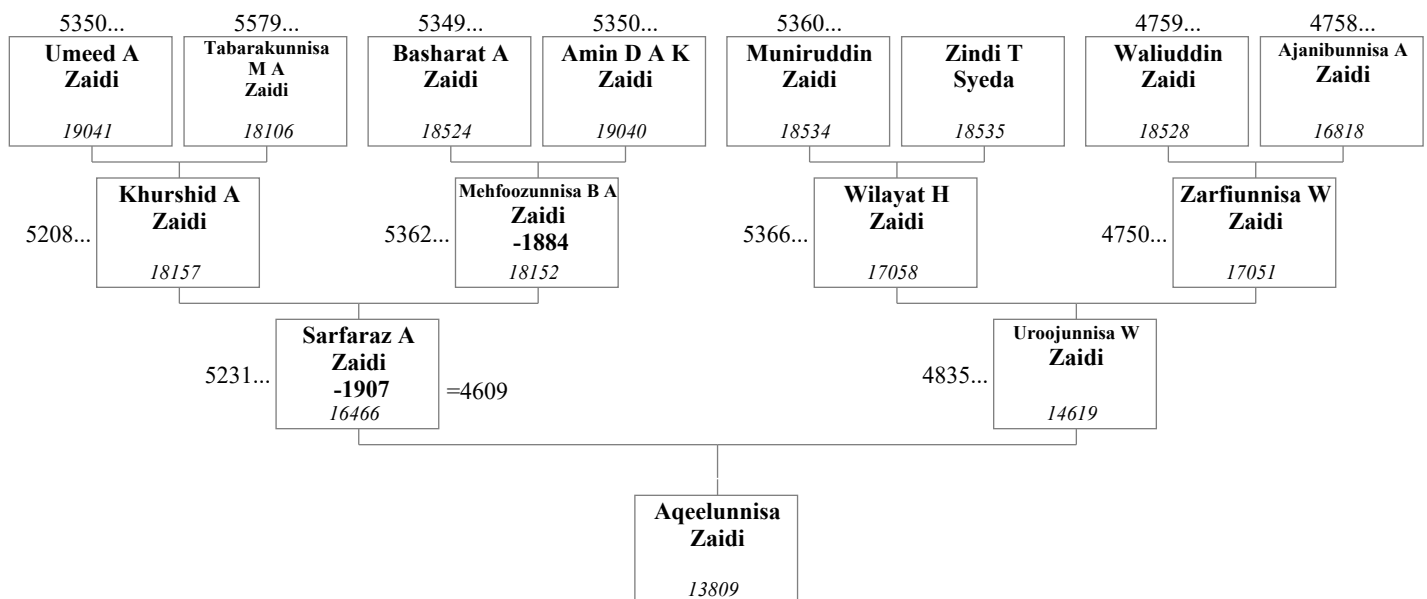 5350... 5579... 5349... 5350... 5360... 4759... 4758...
Umeed A
Zaidi
19041
Tabarakunnisa
M A
Zaidi
18106
Basharat A
Zaidi
18524
Amin D A K
Zaidi
19040
Muniruddin
Zaidi
18534
Zindi T
Syeda
18535
Waliuddin
Zaidi
18528
Ajanibunnisa A
Zaidi
16818
5208...
Khurshid A
Zaidi
18157
5362...
Mehfoozunnisa B A
Zaidi
-1884
18152
5366...
Wilayat H
Zaidi
17058
4750...
Zarfiunnisa W
Zaidi
17051
5231...
Sarfaraz A
Zaidi
-1907
16466
=4609
4835...
Uroojunnisa W
Zaidi
14619
Aqeelunnisa
Zaidi
13809